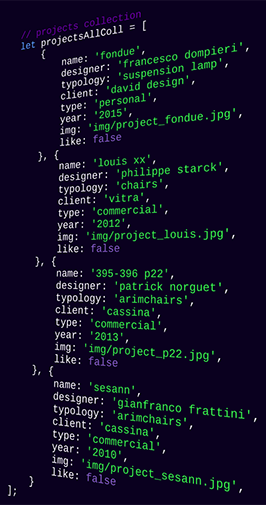 // projects collection
let projectsAllColl = [
{
name: 'fondue',
designer: 'francesco dompieri',
typology: 'suspension lamp',
client: 'david design',
type: 'personal',
year: '2015',
img: 'img/project_fondue.jpg',
like: false
}, {
name: 'louis xx',
designer: 'philippe starck',
typology: 'chairs',
client: 'vitra',
type: 'commercial',
year: '2012',
img: 'img/project_louis.jpg',
like: false
}, {
name: '395-396 p22',
designer: 'patrick norguet',
typology: 'arimchairs',
client: 'cassina',
type: 'commercial',
year: '2013',
img: 'img/project_p22.jpg',
like: false
}, {
name: 'sesann',
designer: 'gianfranco frattini',
typology: 'arimchairs',
client: 'cassina',
type: 'commercial',
year: '2010',
img: 'img/project_sesann.jpg',
like: false
}
];